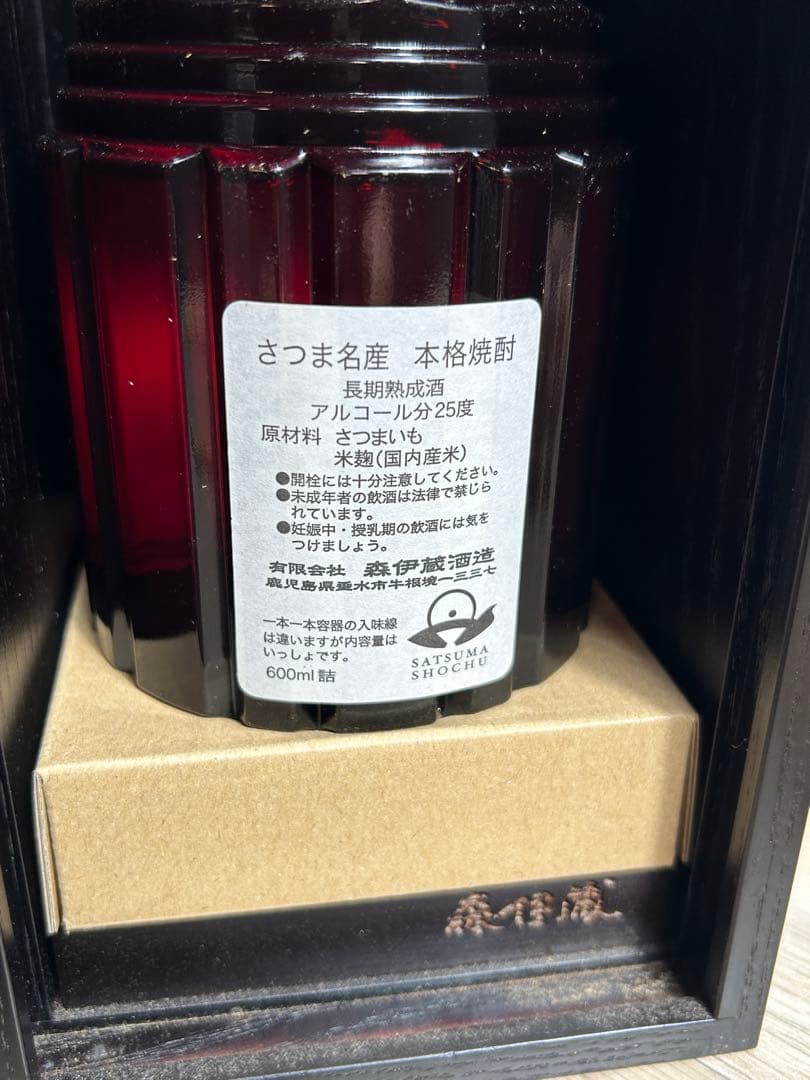 さつま名産 本格焼酎
長期熟成酒
アルコール分25度
原材料 さつまいも
米麹(国内産米)
●開栓には十分注意してください。
●未成年者の飲酒は法律で禁じら
れています。
●妊娠中・授乳期の飲酒には気を
つけましょう。
有限会社 森伊蔵酒造
鹿児島県垂水市牛根境一三三七
一本一本容器の入味線
は違いますが内容量は
いっしょです。
600ml詰
SATSUMA
SHOCHU
森伊蔵